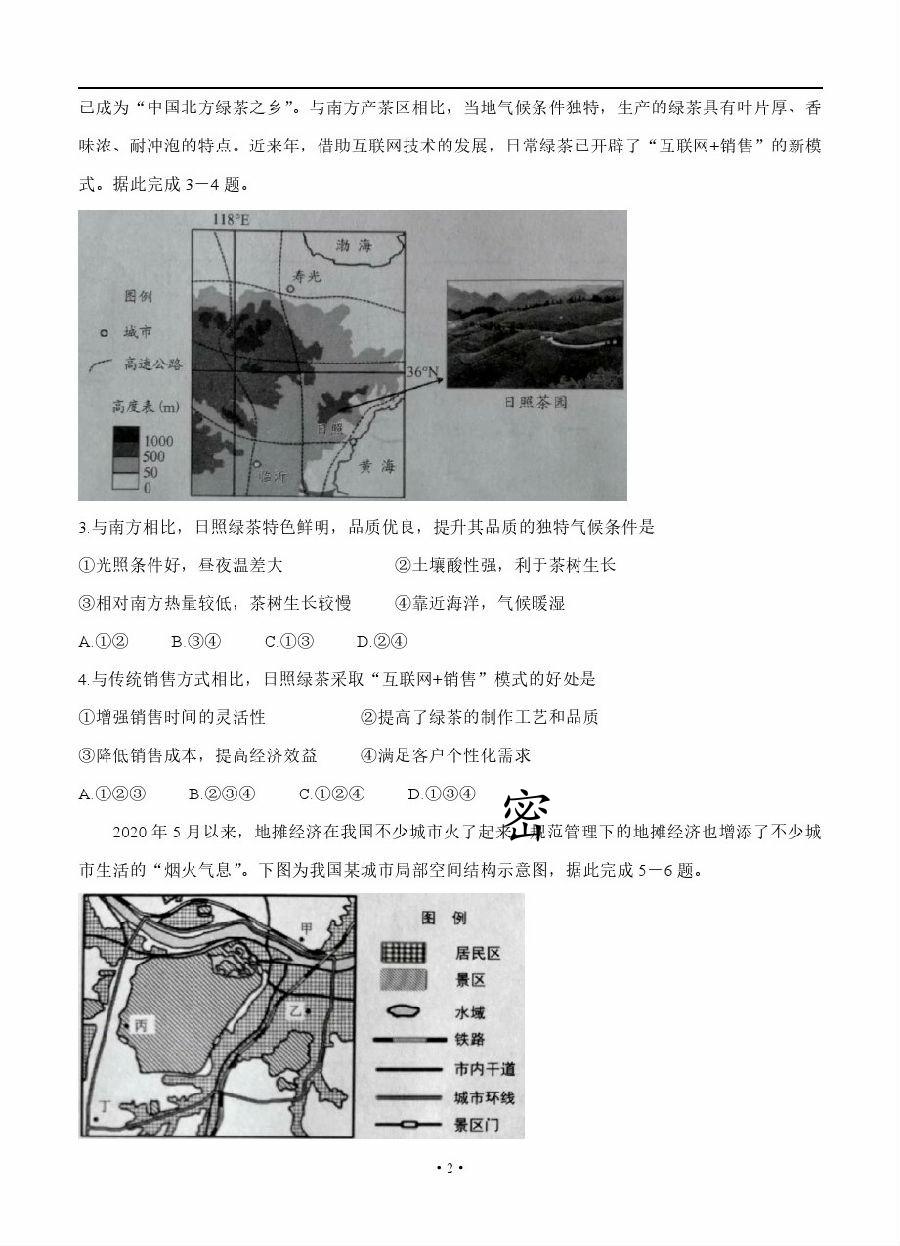 已成为“中国北方绿茶之乡”。与南方产茶区相比，当地气候条件独特，生产的绿茶具有叶片厚、香
味浓、耐冲泡的特点．近来年，借助互联网技术的发展，日常绿茶已开辟了“互联网+销售”的新模
式。据此完成 3－4 题。
118°E
渤 海
寿光
图例
城市
高速公路
36°N
高度表(m)
日照茶园
1000
500
50
0
日照
临沂
黄 海
3.与南方相比，日照绿茶特色鲜明，品质优良，提升其品质的独特气候条件是
①光照条件好，昼夜温差大 ②土壤酸性强，利于茶树生长
③相对南方热量较低，茶树生长较慢 ④靠近海洋，气候暖湿
A.①② B.③④ C.①③ D.②④
4.与传统销售方式相比，日照绿茶采取“互联网+销售”模式的好处是
①增强销售时间的灵活性 ②提高了绿茶的制作工艺和品质
③降低销售成本，提高经济效益 ④满足客户个性化需求
A.①②③ B.②③④ C.①②④ D.①③④
密
2020 年 5 月以来，地摊经济在我国不少城市火了起来，规范管理下的地摊经济也增添了不少城
市生活的“烟火气息”。下图为我国某城市局部空间结构示意图，据此完成 5－6 题。
甲
乙
丙
丁
图 例
居民区
景区
水域
铁路
市内干道
城市环线
景区门
·2·